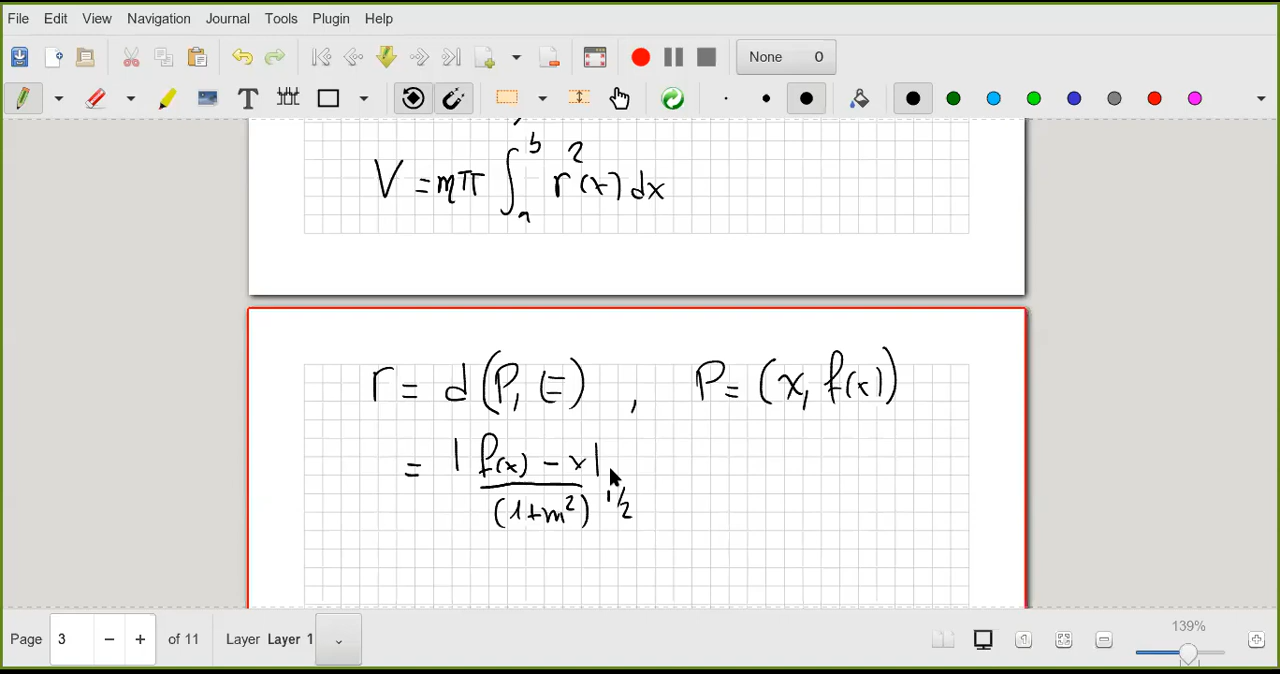 File Edit View Navigation Journal Tools Plugin Help
None 0
V = mπ ∫_a^b r²(x) dx
r = d(P, E) , P = (x, f(x))
= |f(x) - x| / (1+m²)^1/2
Page 3 of 11 Layer Layer 1 139%